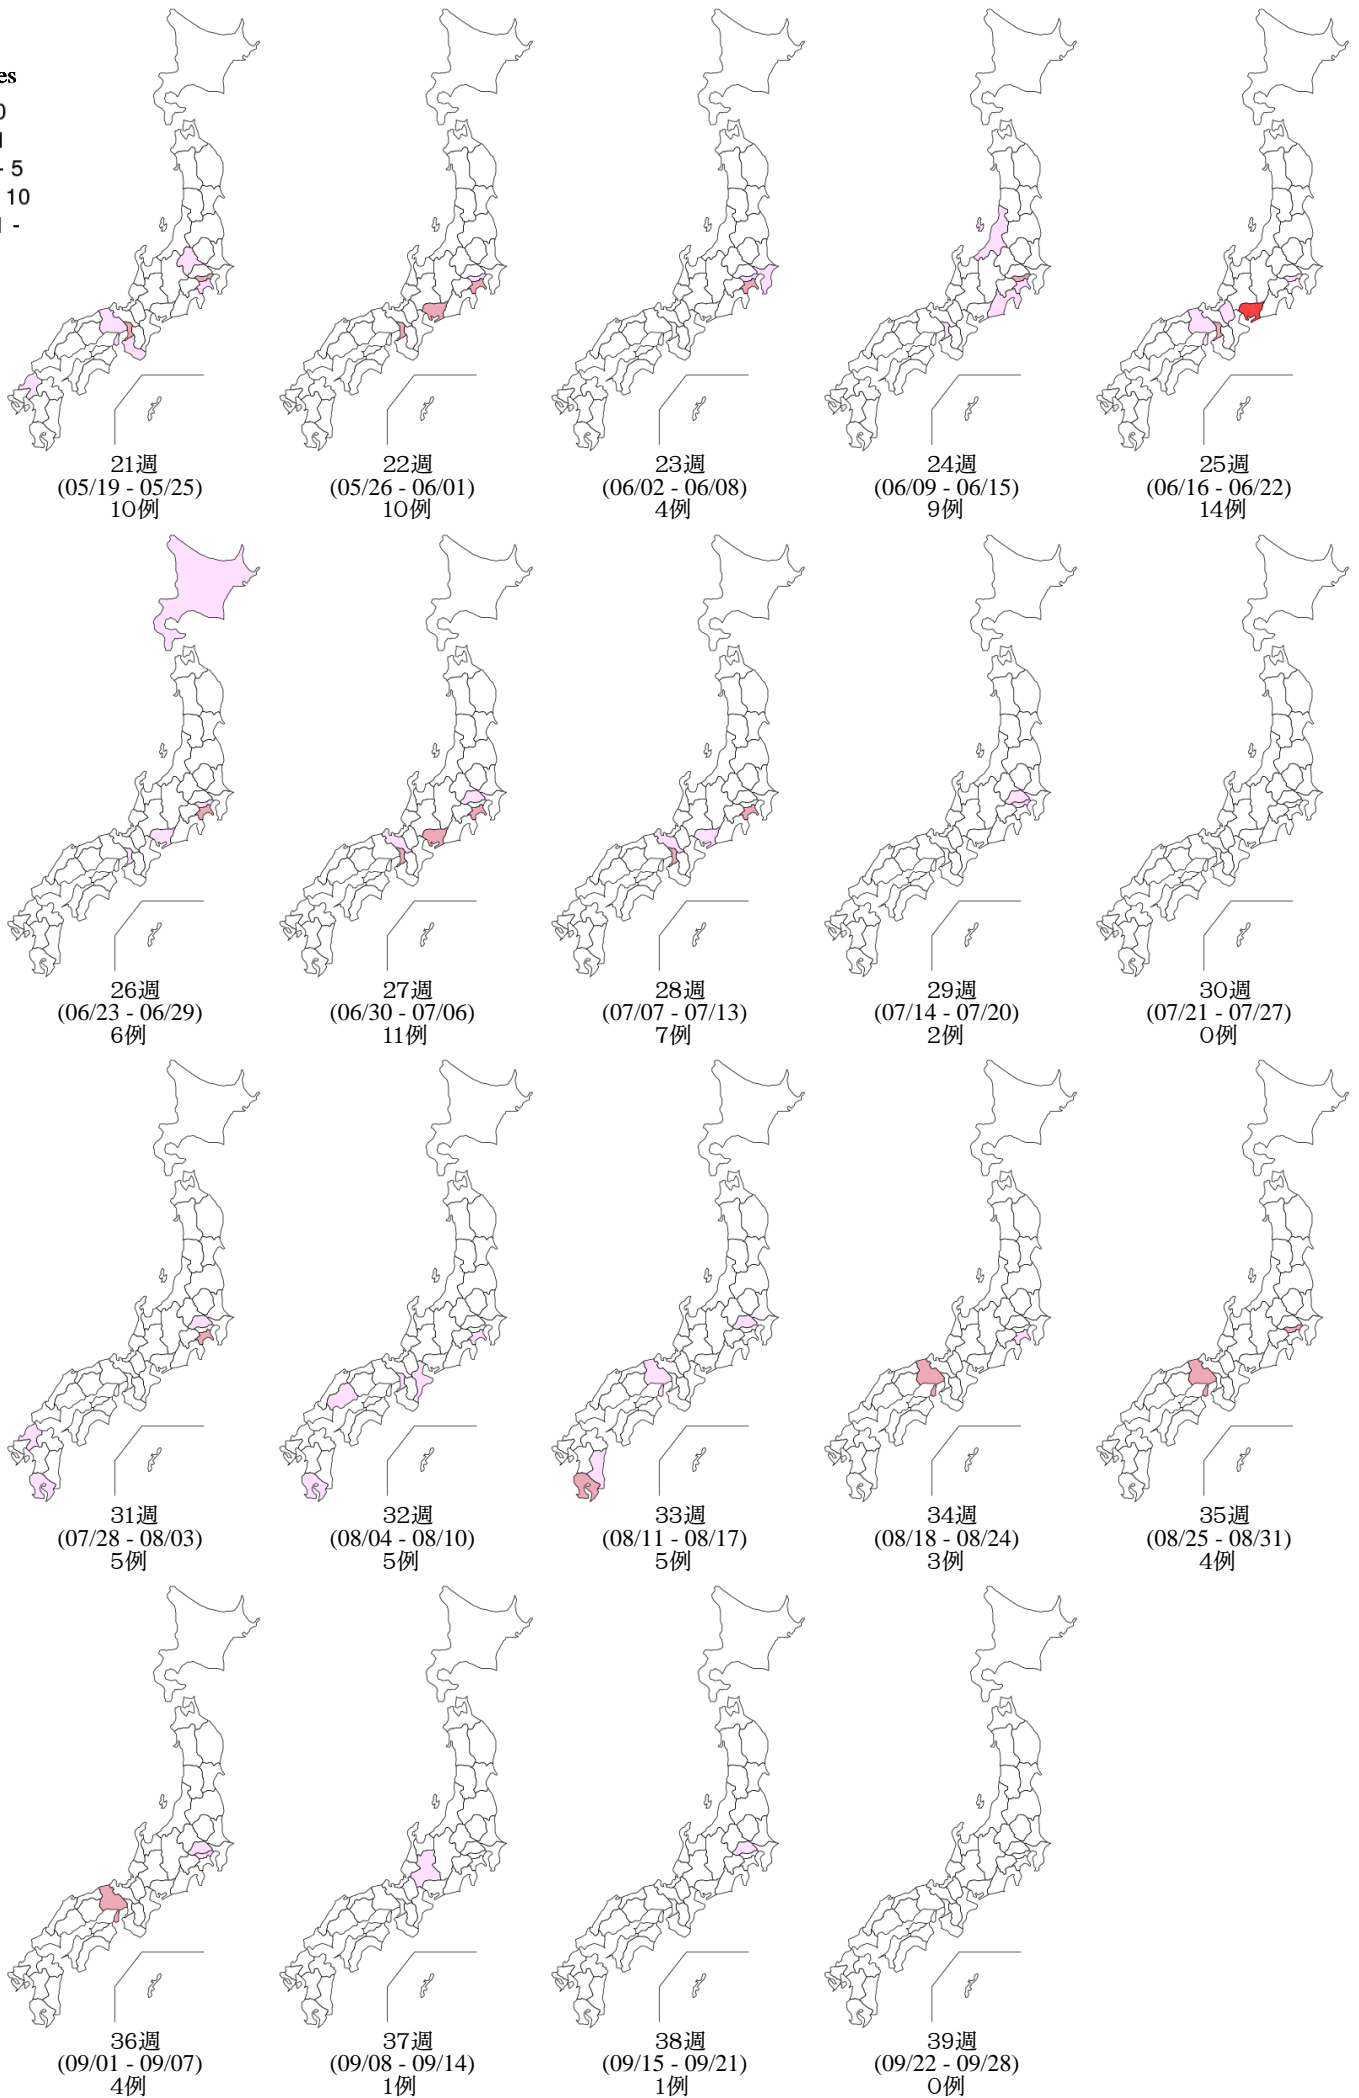 es
0
1
- 5
10
-
21週
(05/19 - 05/25)
10例
22週
(05/26 - 06/01)
10例
23週
(06/02 - 06/08)
4例
24週
(06/09 - 06/15)
9例
25週
(06/16 - 06/22)
14例
26週
(06/23 - 06/29)
6例
27週
(06/30 - 07/06)
11例
28週
(07/07 - 07/13)
7例
29週
(07/14 - 07/20)
2例
30週
(07/21 - 07/27)
0例
31週
(07/28 - 08/03)
5例
32週
(08/04 - 08/10)
5例
33週
(08/11 - 08/17)
5例
34週
(08/18 - 08/24)
3例
35週
(08/25 - 08/31)
4例
36週
(09/01 - 09/07)
4例
37週
(09/08 - 09/14)
1例
38週
(09/15 - 09/21)
1例
39週
(09/22 - 09/28)
0例